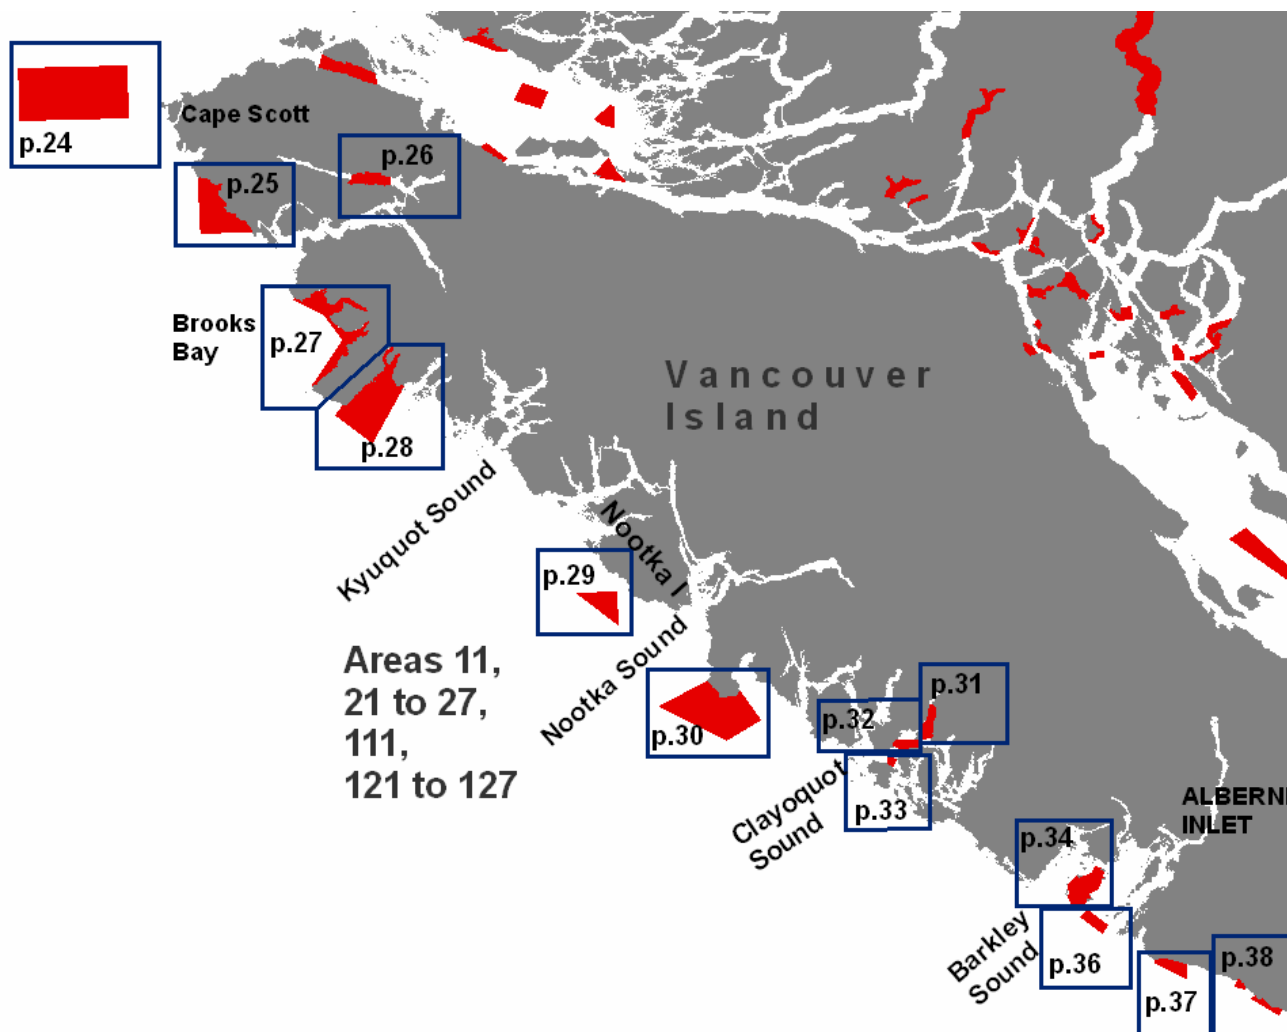 Cape Scott
p.24
p.26
p.25
Brooks
Bay
p.27
Vancouver
Island
p.28
Kyuquot Sound
Nootka I
p.29
Nootka Sound
Areas 11,
21 to 27,
111,
121 to 127
p.30
p.31
p.32
Clayoquot
Sound
p.33
ALBERNI
INLET
p.34
Barkley
Sound
p.36
p.38
p.37